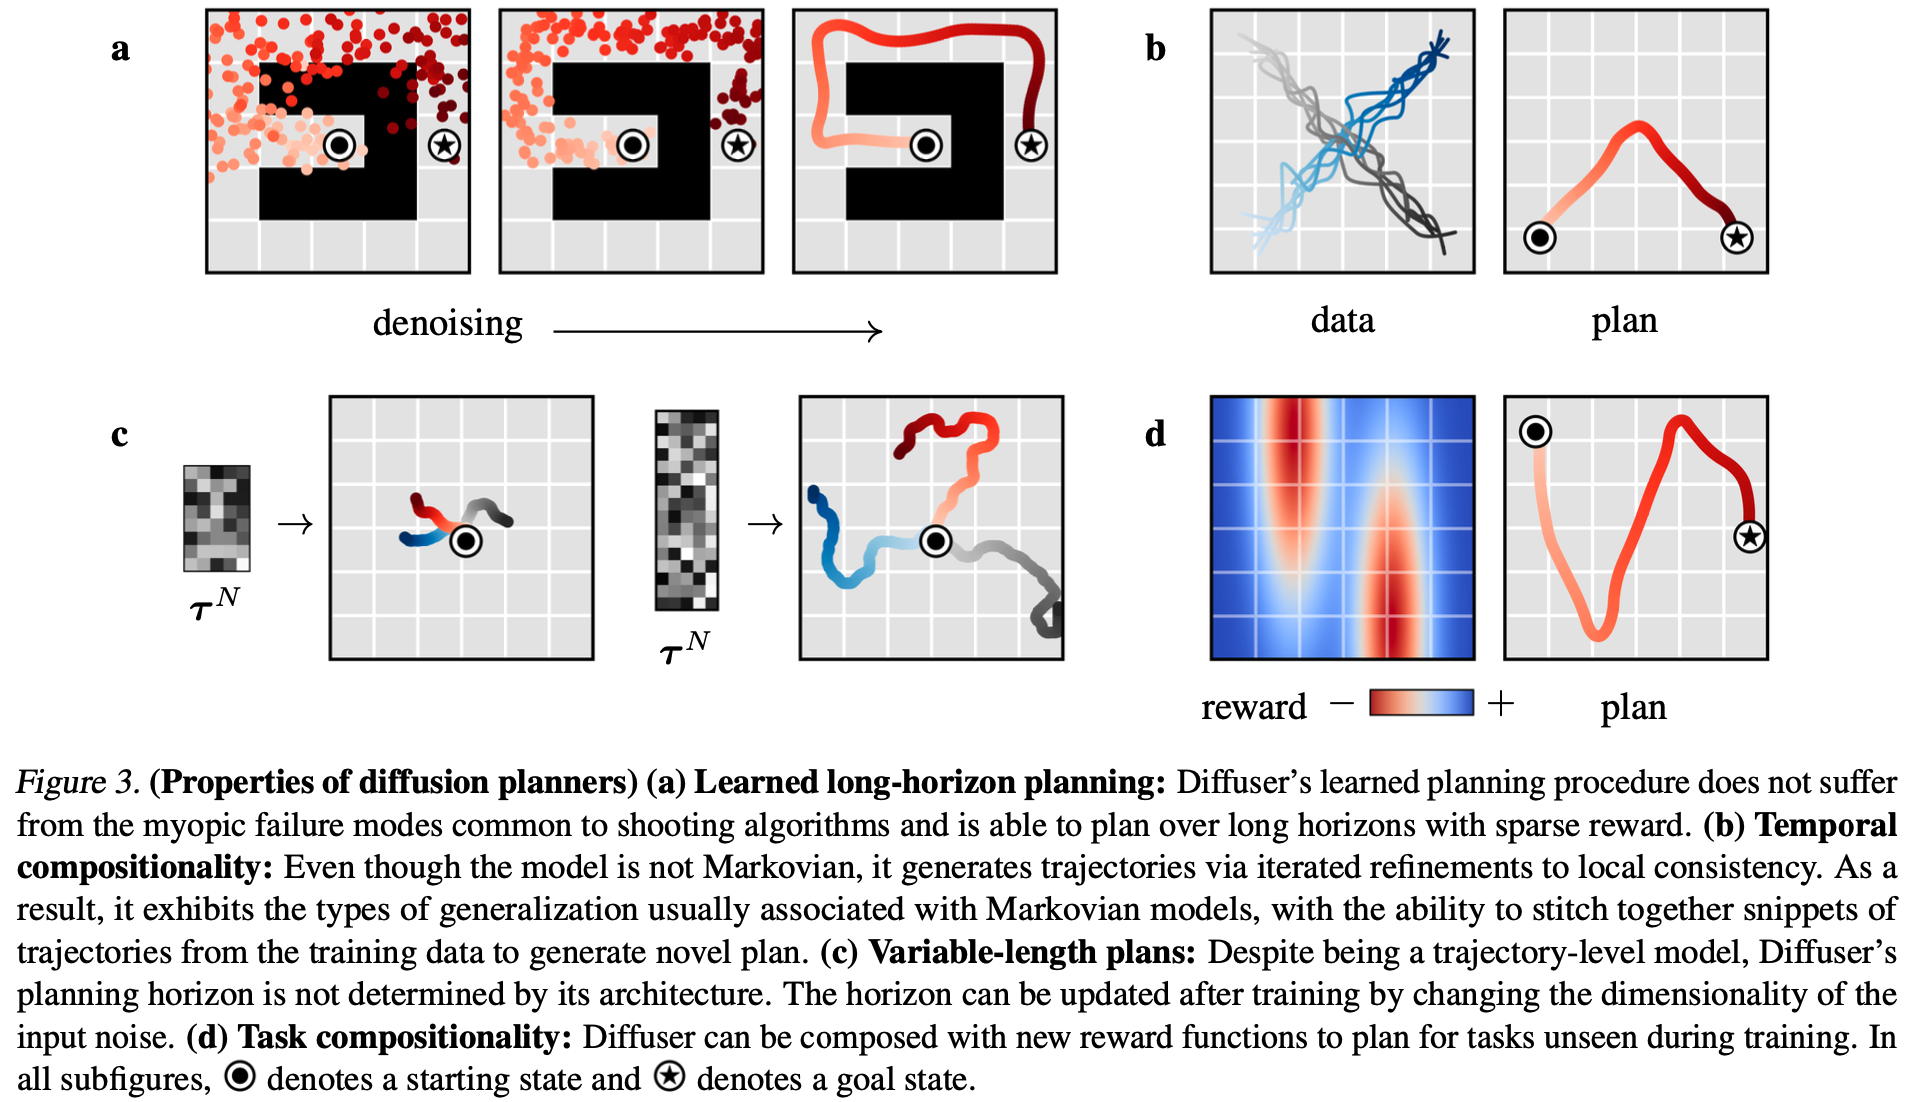 a
b
denoising
data
plan
c
d
τᴺ
τᴺ
reward − +
plan
Figure 3. (Properties of diffusion planners) (a) Learned long-horizon planning: Diffuser's learned planning procedure does not suffer
from the myopic failure modes common to shooting algorithms and is able to plan over long horizons with sparse reward. (b) Temporal
compositionality: Even though the model is not Markovian, it generates trajectories via iterated refinements to local consistency. As a
result, it exhibits the types of generalization usually associated with Markovian models, with the ability to stitch together snippets of
trajectories from the training data to generate novel plan. (c) Variable-length plans: Despite being a trajectory-level model, Diffuser's
planning horizon is not determined by its architecture. The horizon can be updated after training by changing the dimensionality of the
input noise. (d) Task compositionality: Diffuser can be composed with new reward functions to plan for tasks unseen during training. In
all subfigures, denotes a starting state and denotes a goal state.